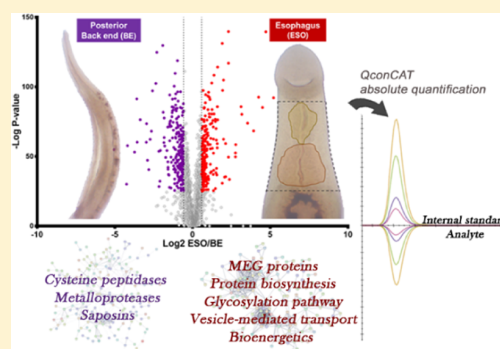 Posterior
Back end (BE)
Esophagus
(ESO)
QconCAT
absolute quantification
-Log P-value
150
100
50
0
-10
-5
0
5
10
Log2 ESO/BE
Internal standard
Analyte
Cysteine peptidases
Metalloproteases
Saposins
MEG proteins
Protein biosynthesis
Glycosylation pathway
Vesicle-mediated transport
Bioenergetics